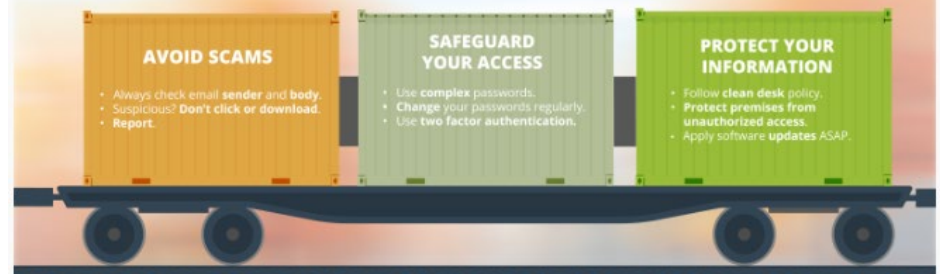 AVOID SCAMS
• Always check email sender and body.
• Suspicious? Don't click or download.
• Report.
SAFEGUARD
YOUR ACCESS
• Use complex passwords.
• Change your passwords regularly.
• Use two factor authentication.
PROTECT YOUR
INFORMATION
• Follow clean desk policy.
• Protect premises from
unauthorized access.
• Apply software updates ASAP.